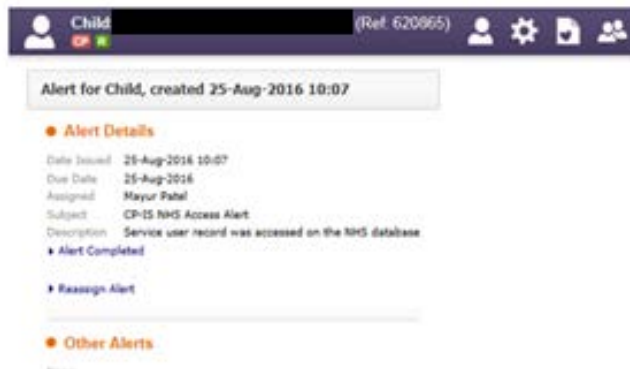 Child (Ref: 620865)
CP R
Alert for Child, created 25-Aug-2016 10:07
Alert Details
Date Issued 25-Aug-2016 10:07
Due Date 25-Aug-2016
Assigned Mayur Patel
Subject CP-IS NHS Access Alert
Description Service user record was accessed on the NHS database
Alert Completed
Reassign Alert
Other Alerts